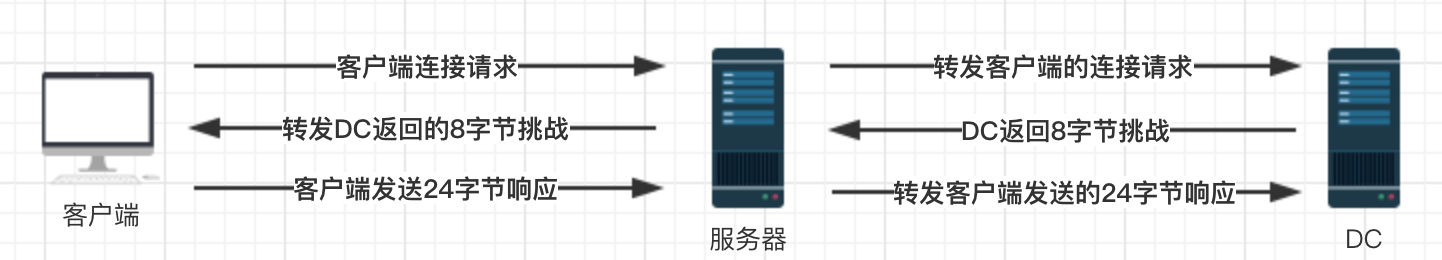 客户端连接请求
转发客户端的连接请求
转发DC返回的8字节挑战
DC返回8字节挑战
客户端发送24字节响应
转发客户端发送的24字节响应
客户端
服务器
DC